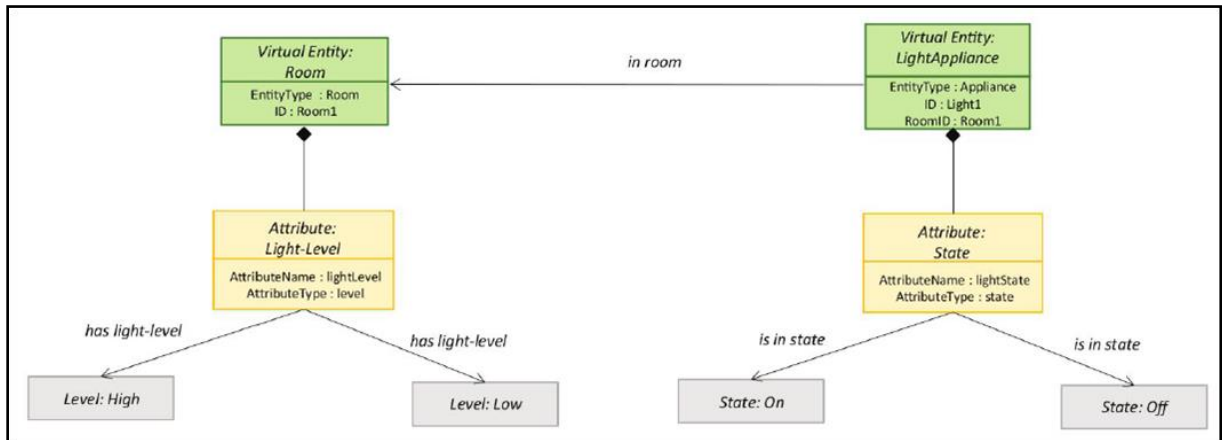 Virtual Entity:
Room
EntityType : Room
ID : Room1
in room
Virtual Entity:
LightAppliance
EntityType : Appliance
ID : Light1
RoomID : Room1
Attribute:
Light-Level
AttributeName : lightLevel
AttributeType : level
Attribute:
State
AttributeName : lightState
AttributeType : state
has light-level
has light-level
is in state
is in state
Level: High
Level: Low
State: On
State: Off